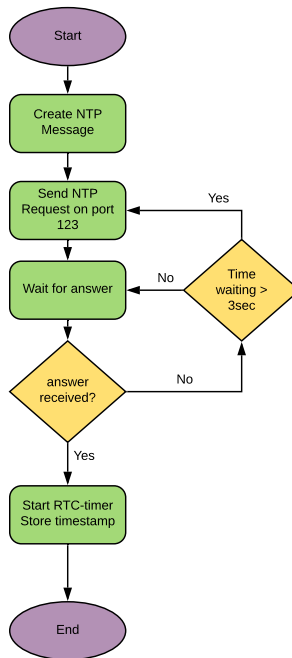 Start
Create NTP
Message
Send NTP
Request on port
123
Yes
Wait for answer
No
Time
waiting >
3sec
answer
received?
No
Yes
Start RTC-timer
Store timestamp
End